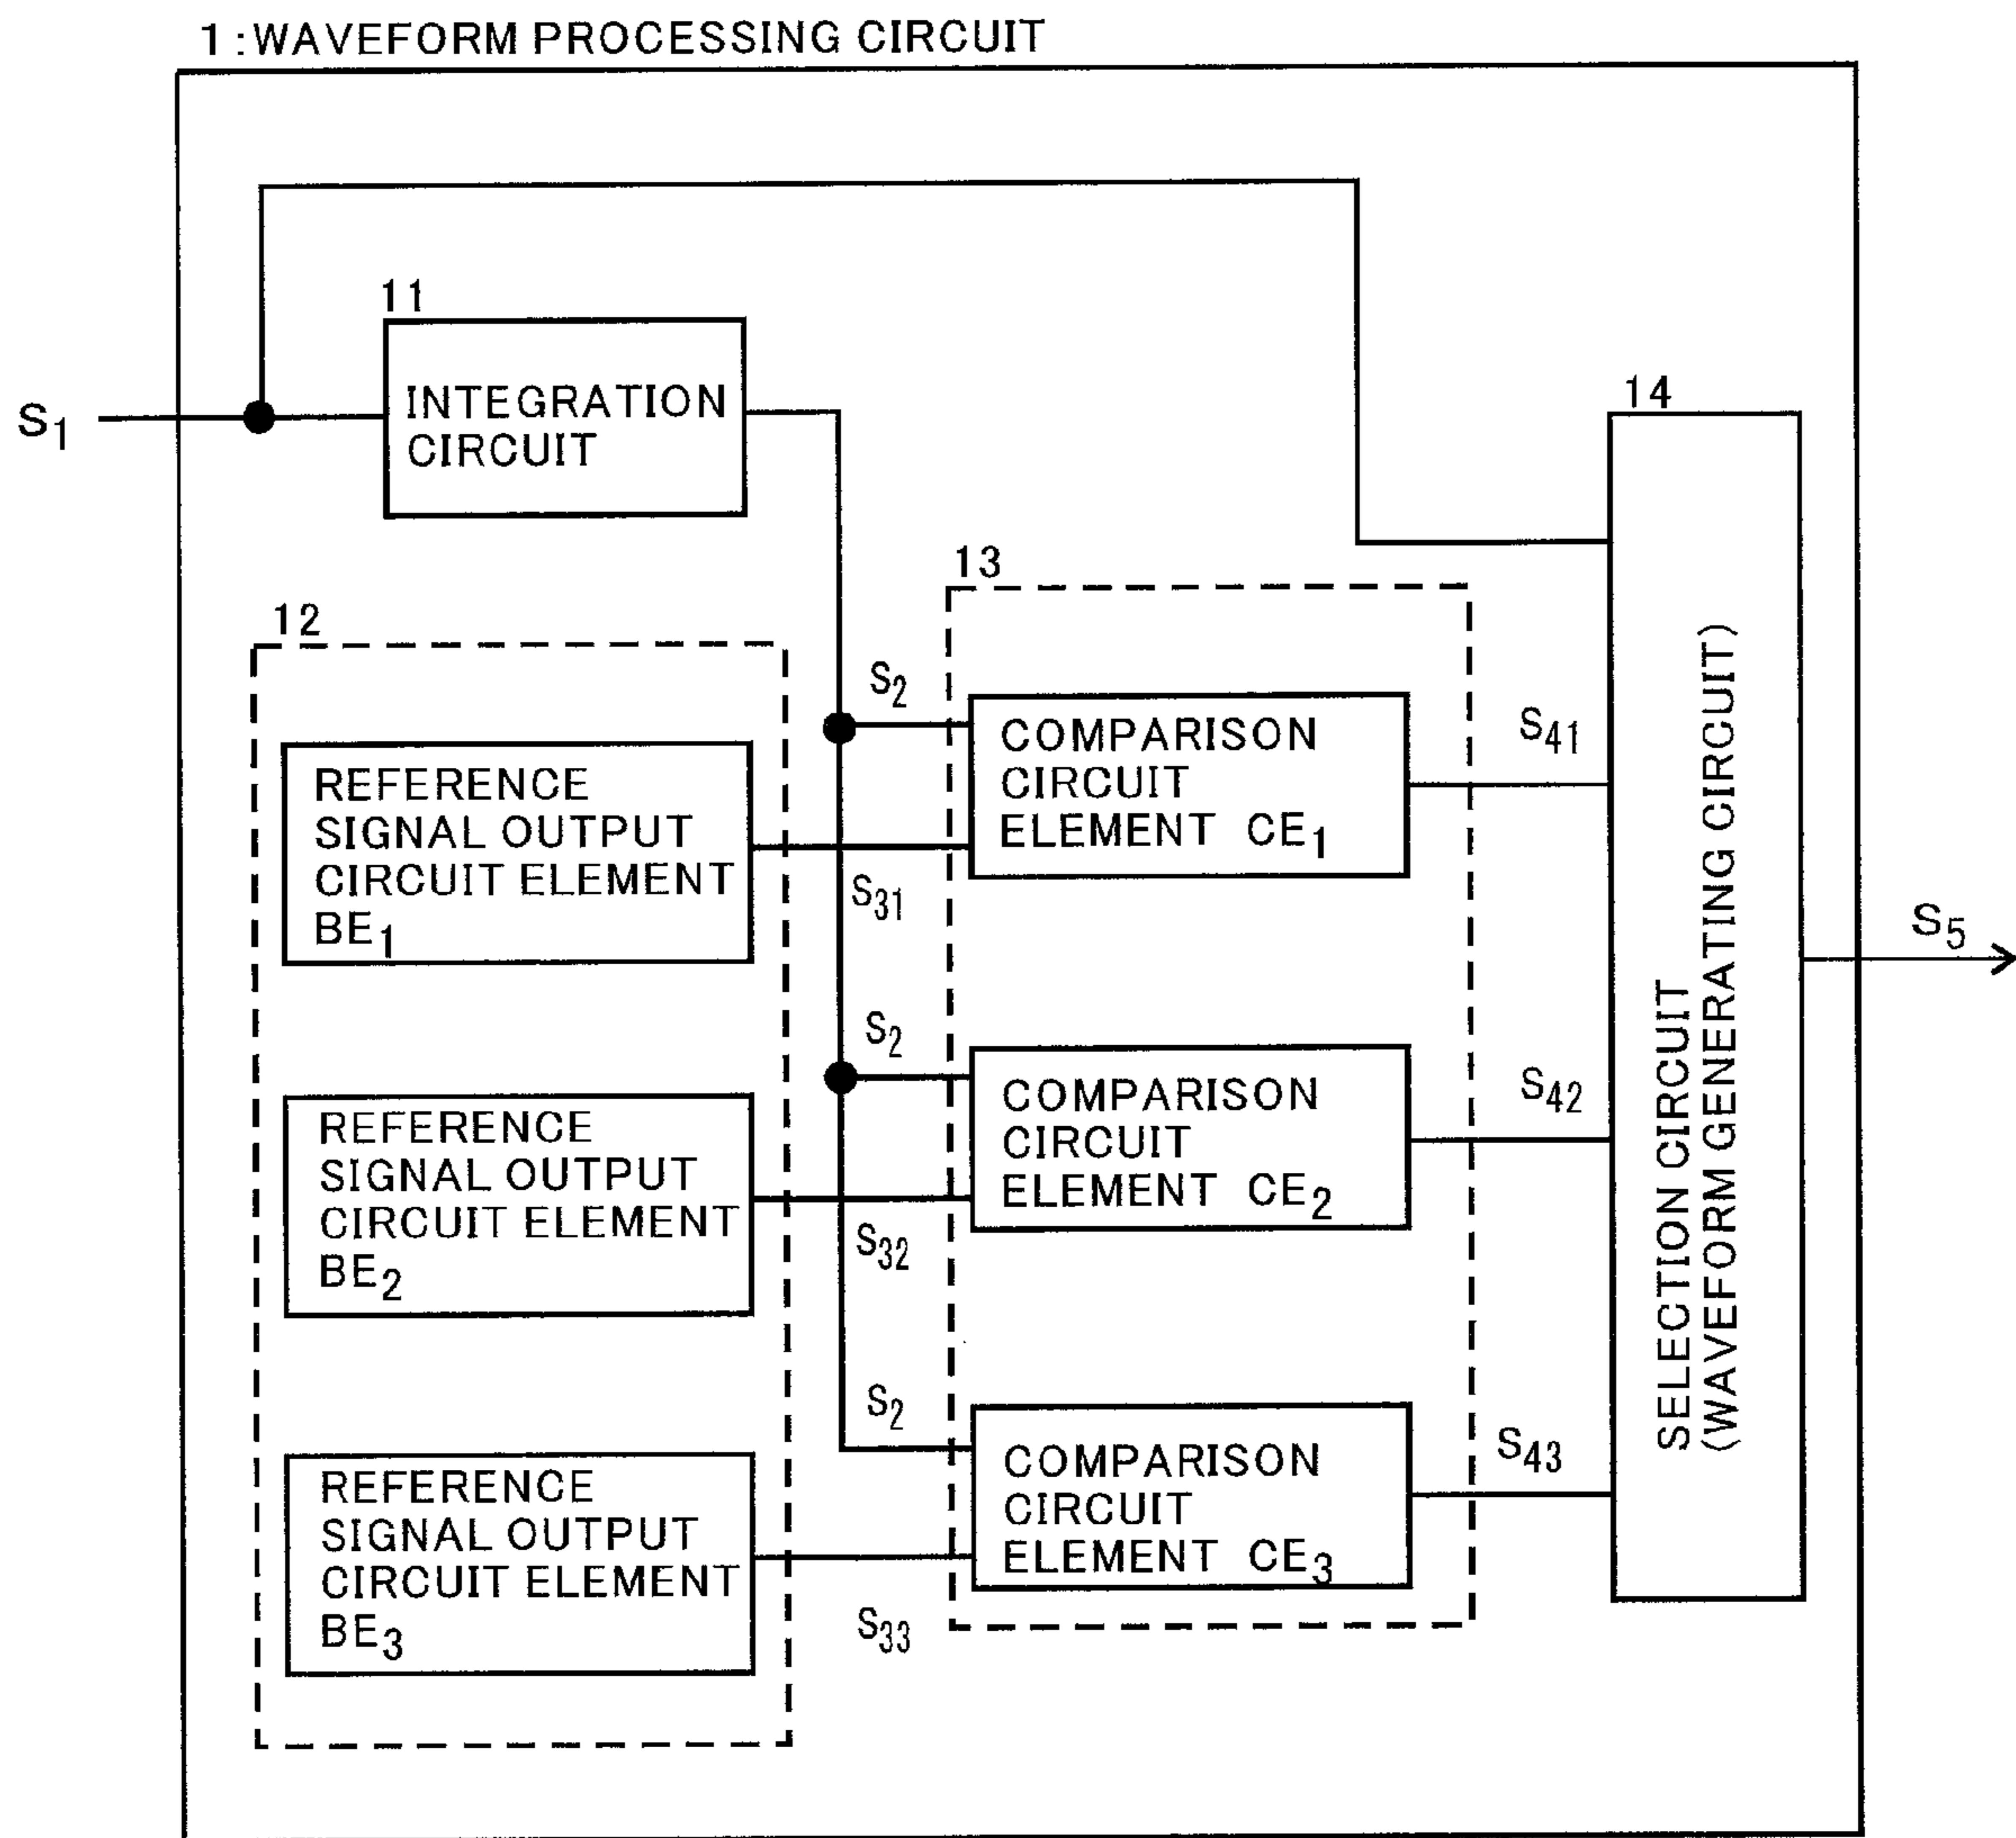 1:WAVEFORM PROCESSING CIRCUIT
11
S1
INTEGRATION
CIRCUIT
14
13
12
S2
COMPARISON
CIRCUIT
ELEMENT CE1
S41
REFERENCE
SIGNAL OUTPUT
CIRCUIT ELEMENT
BE1
S31
S5
S2
COMPARISON
CIRCUIT
ELEMENT CE2
S42
REFERENCE
SIGNAL OUTPUT
CIRCUIT ELEMENT
BE2
S32
SELECTION CIRCUIT
(WAVEFORM GENERATING CIRCUIT)
S2
COMPARISON
CIRCUIT
ELEMENT CE3
S43
REFERENCE
SIGNAL OUTPUT
CIRCUIT ELEMENT
BE3
S33